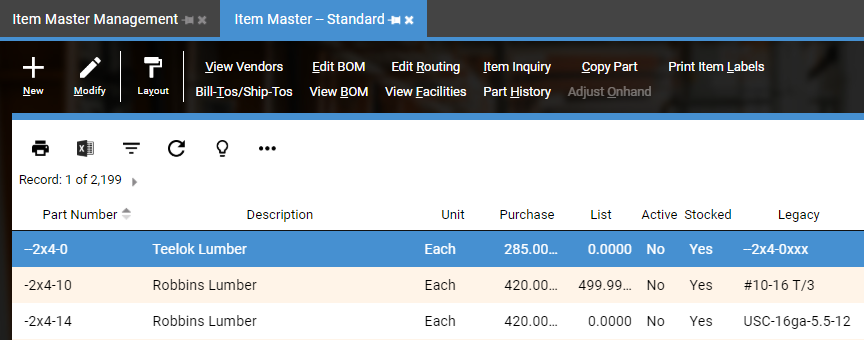 Item Master Management
Item Master – Standard
View Vendors Edit BOM Edit Routing Item Inquiry Copy Part Print Item Labels
New Modify Layout Bill-Tos/Ship-Tos View BOM View Facilities Part History Adjust Onhand
Record: 1 of 2,199
Part Number Description Unit Purchase List Active Stocked Legacy
--2x4-0 Teelok Lumber Each 285.00... 0.0000 No Yes --2x4-0xxx
-2x4-10 Robbins Lumber Each 420.00... 499.99... No Yes #10-16 T/3
-2x4-14 Robbins Lumber Each 420.00... 0.0000 No Yes USC-16ga-5.5-12